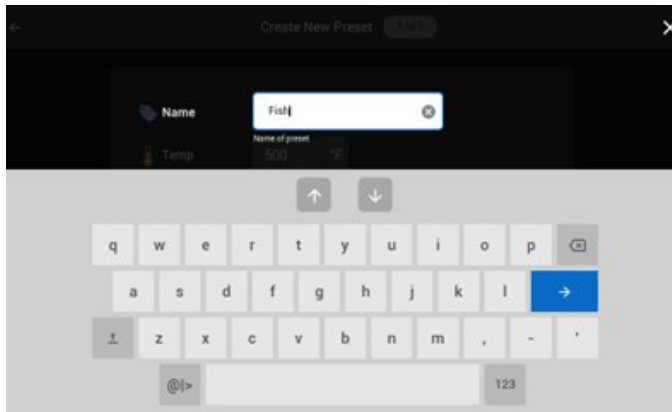 Create New Preset
Name
Fish
Name of preset
Temp
500 °F
q w e r t y u i o p
a s d f g h j k l
z x c v b n m , - '
@|> 123